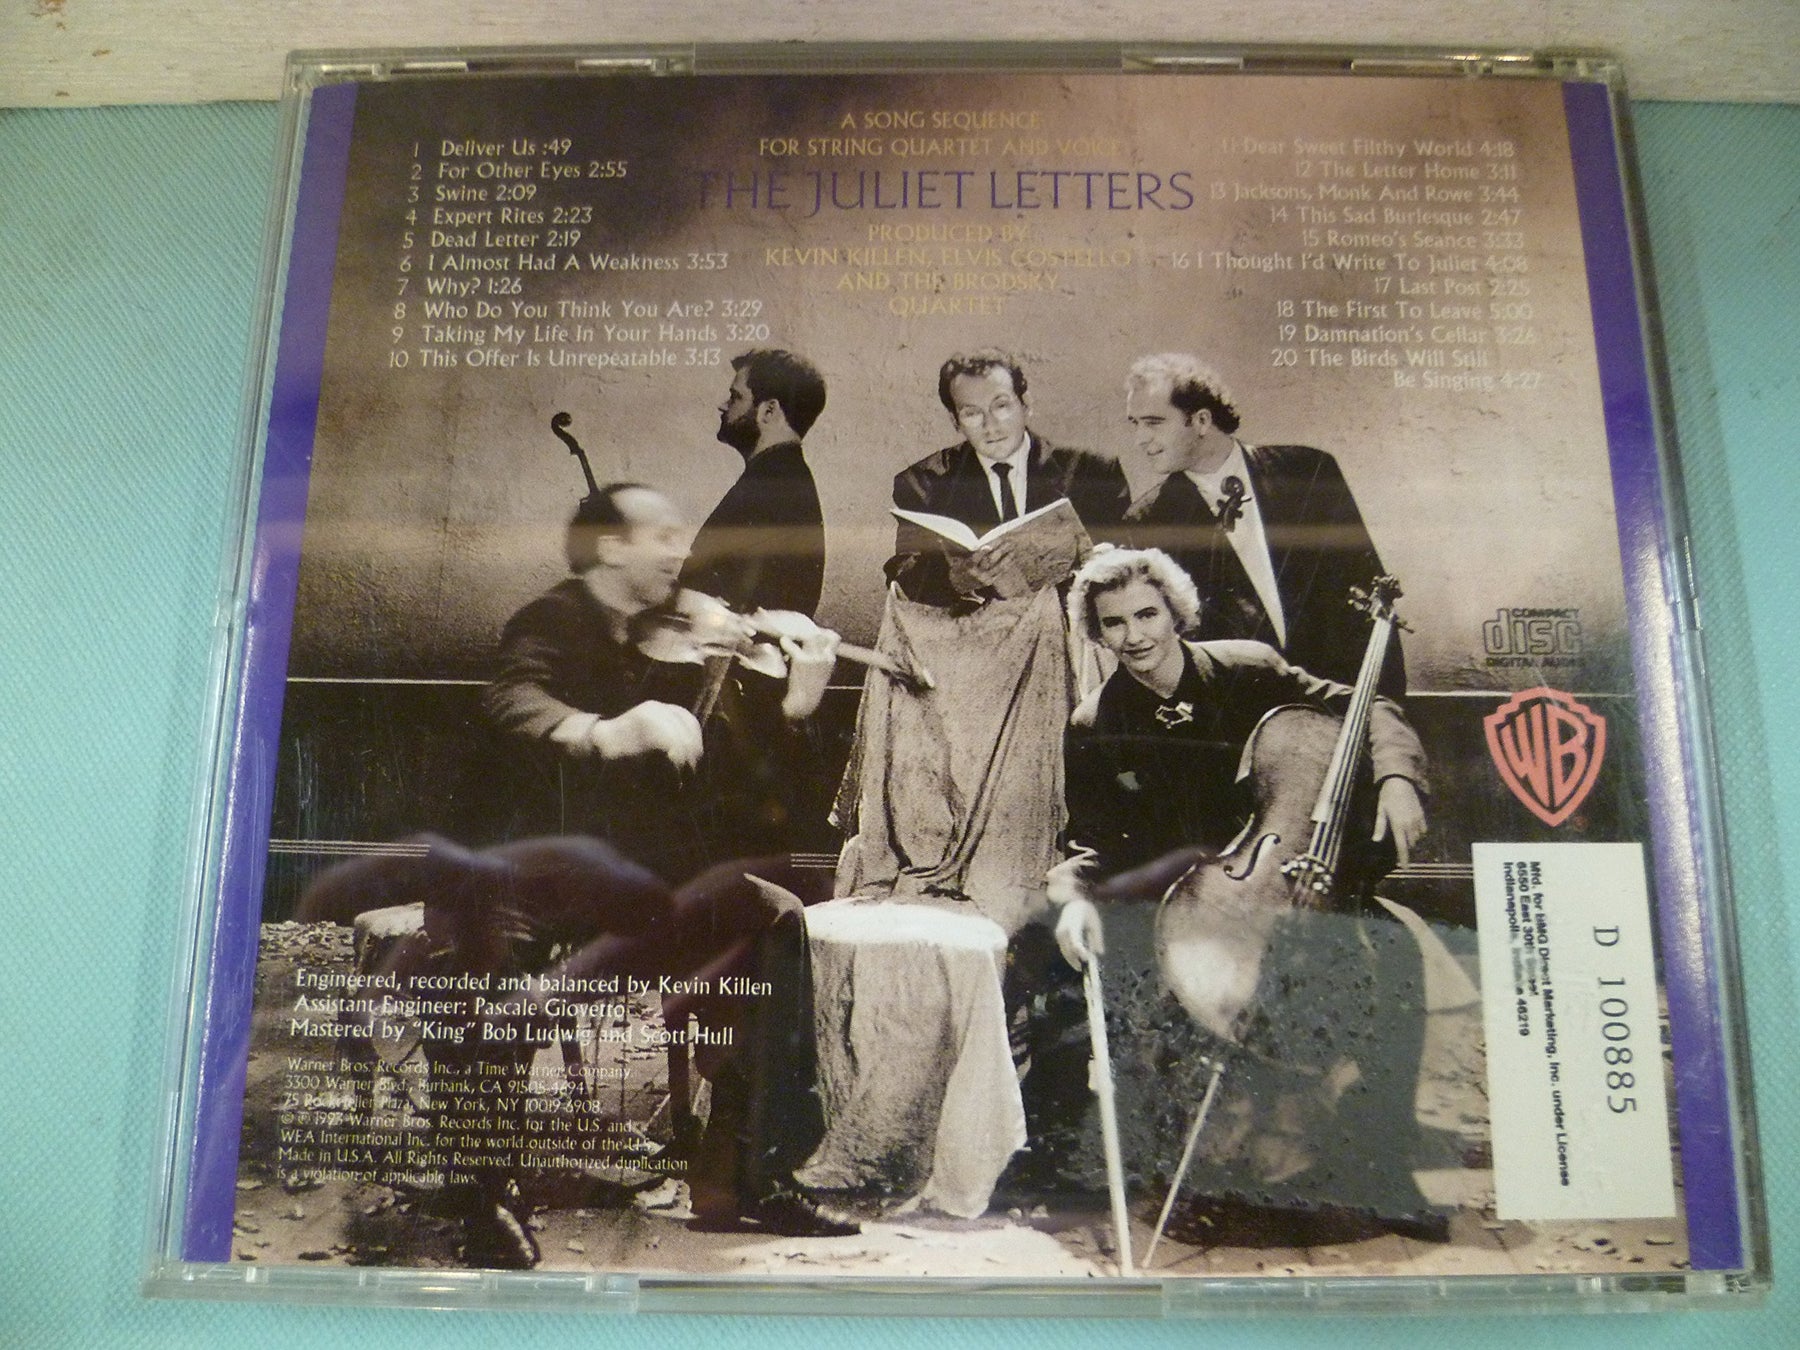 A SONG SEQUENCE
FOR STRING QUARTET AND VOICE
THE JULIET LETTERS
PRODUCED BY
KEVIN KILLEN, ELVIS COSTELLO
AND THE BRODSKY
QUARTET
1 Deliver Us :49
2 For Other Eyes 2:55
3 Swine 2:09
4 Expert Rites 2:23
5 Dead Letter 2:19
6 I Almost Had A Weakness 3:53
7 Why? 1:26
8 Who Do You Think You Are? 3:29
9 Taking My Life In Your Hands 3:20
10 This Offer Is Unrepeatable 3:13
11 Dear Sweet Filthy World 4:18
12 The Letter Home 3:11
13 Jacksons, Monk And Rowe 3:44
14 This Sad Burlesque 2:47
15 Romeo's Seance 3:33
16 I Thought I'd Write To Juliet 4:08
17 Last Post 2:25
18 The First To Leave 5:00
19 Damnation's Cellar 3:26
20 The Birds Will Still
Be Singing 4:27
COMPACT
disc
DIGITAL AUDIO
WB
®
Engineered, recorded and balanced by Kevin Killen
Assistant Engineer: Pascale Giovetto
Mastered by "King" Bob Ludwig and Scott Hull
Warner Bros. Records Inc., a Time Warner Company.
3300 Warner Blvd., Burbank, CA 91505-4694
75 Rockefeller Plaza, New York, NY 10019-6908.
© ℗ 1993 Warner Bros. Records Inc. for the U.S. and
WEA International Inc. for the world outside of the U.S.
Made in U.S.A. All Rights Reserved. Unauthorized duplication
is a violation of applicable laws.
D 100885
Mfd. for BMG Direct Marketing, Inc. under License
6550 East 30th Street
Indianapolis, Indiana 46219